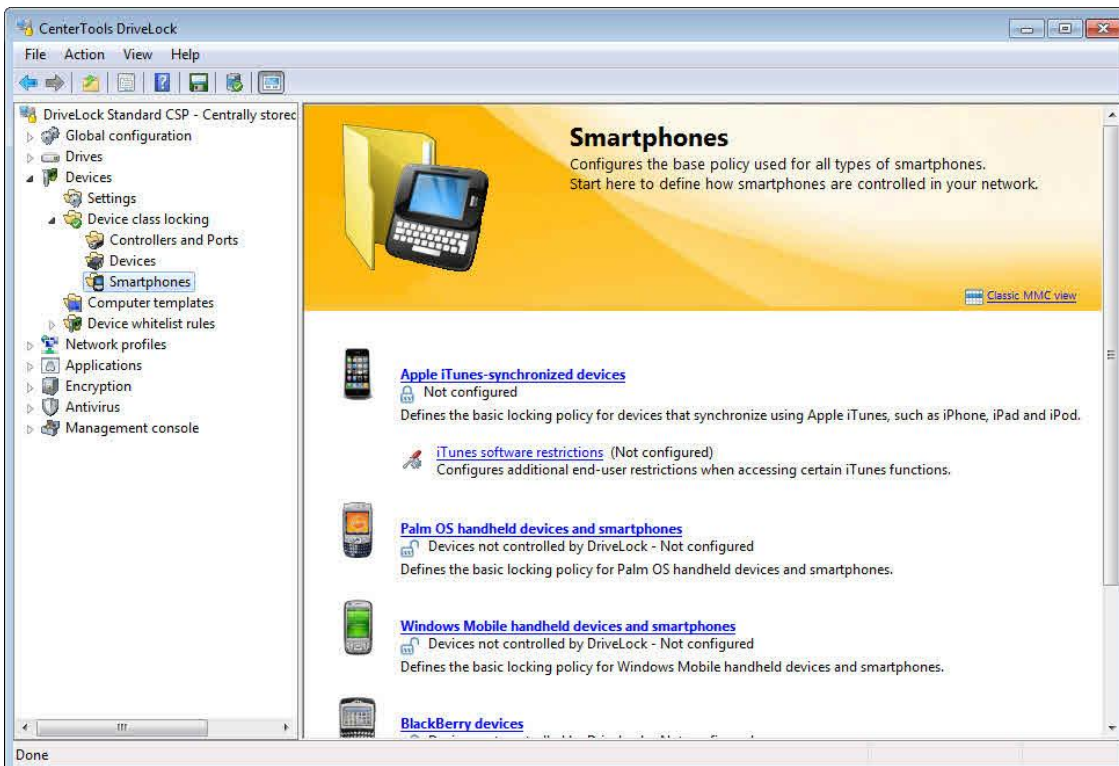 CenterTools DriveLock
File Action View Help
DriveLock Standard CSP - Centrally storec
Global configuration
Drives
Devices
Settings
Device class locking
Controllers and Ports
Devices
Smartphones
Computer templates
Device whitelist rules
Network profiles
Applications
Encryption
Antivirus
Management console
Smartphones
Configures the base policy used for all types of smartphones.
Start here to define how smartphones are controlled in your network.
Classic MMC view
Apple iTunes-synchronized devices
Not configured
Defines the basic locking policy for devices that synchronize using Apple iTunes, such as iPhone, iPad and iPod.
iTunes software restrictions (Not configured)
Configures additional end-user restrictions when accessing certain iTunes functions.
Palm OS handheld devices and smartphones
Devices not controlled by DriveLock - Not configured
Defines the basic locking policy for Palm OS handheld devices and smartphones.
Windows Mobile handheld devices and smartphones
Devices not controlled by DriveLock - Not configured
Defines the basic locking policy for Windows Mobile handheld devices and smartphones.
BlackBerry devices
Done